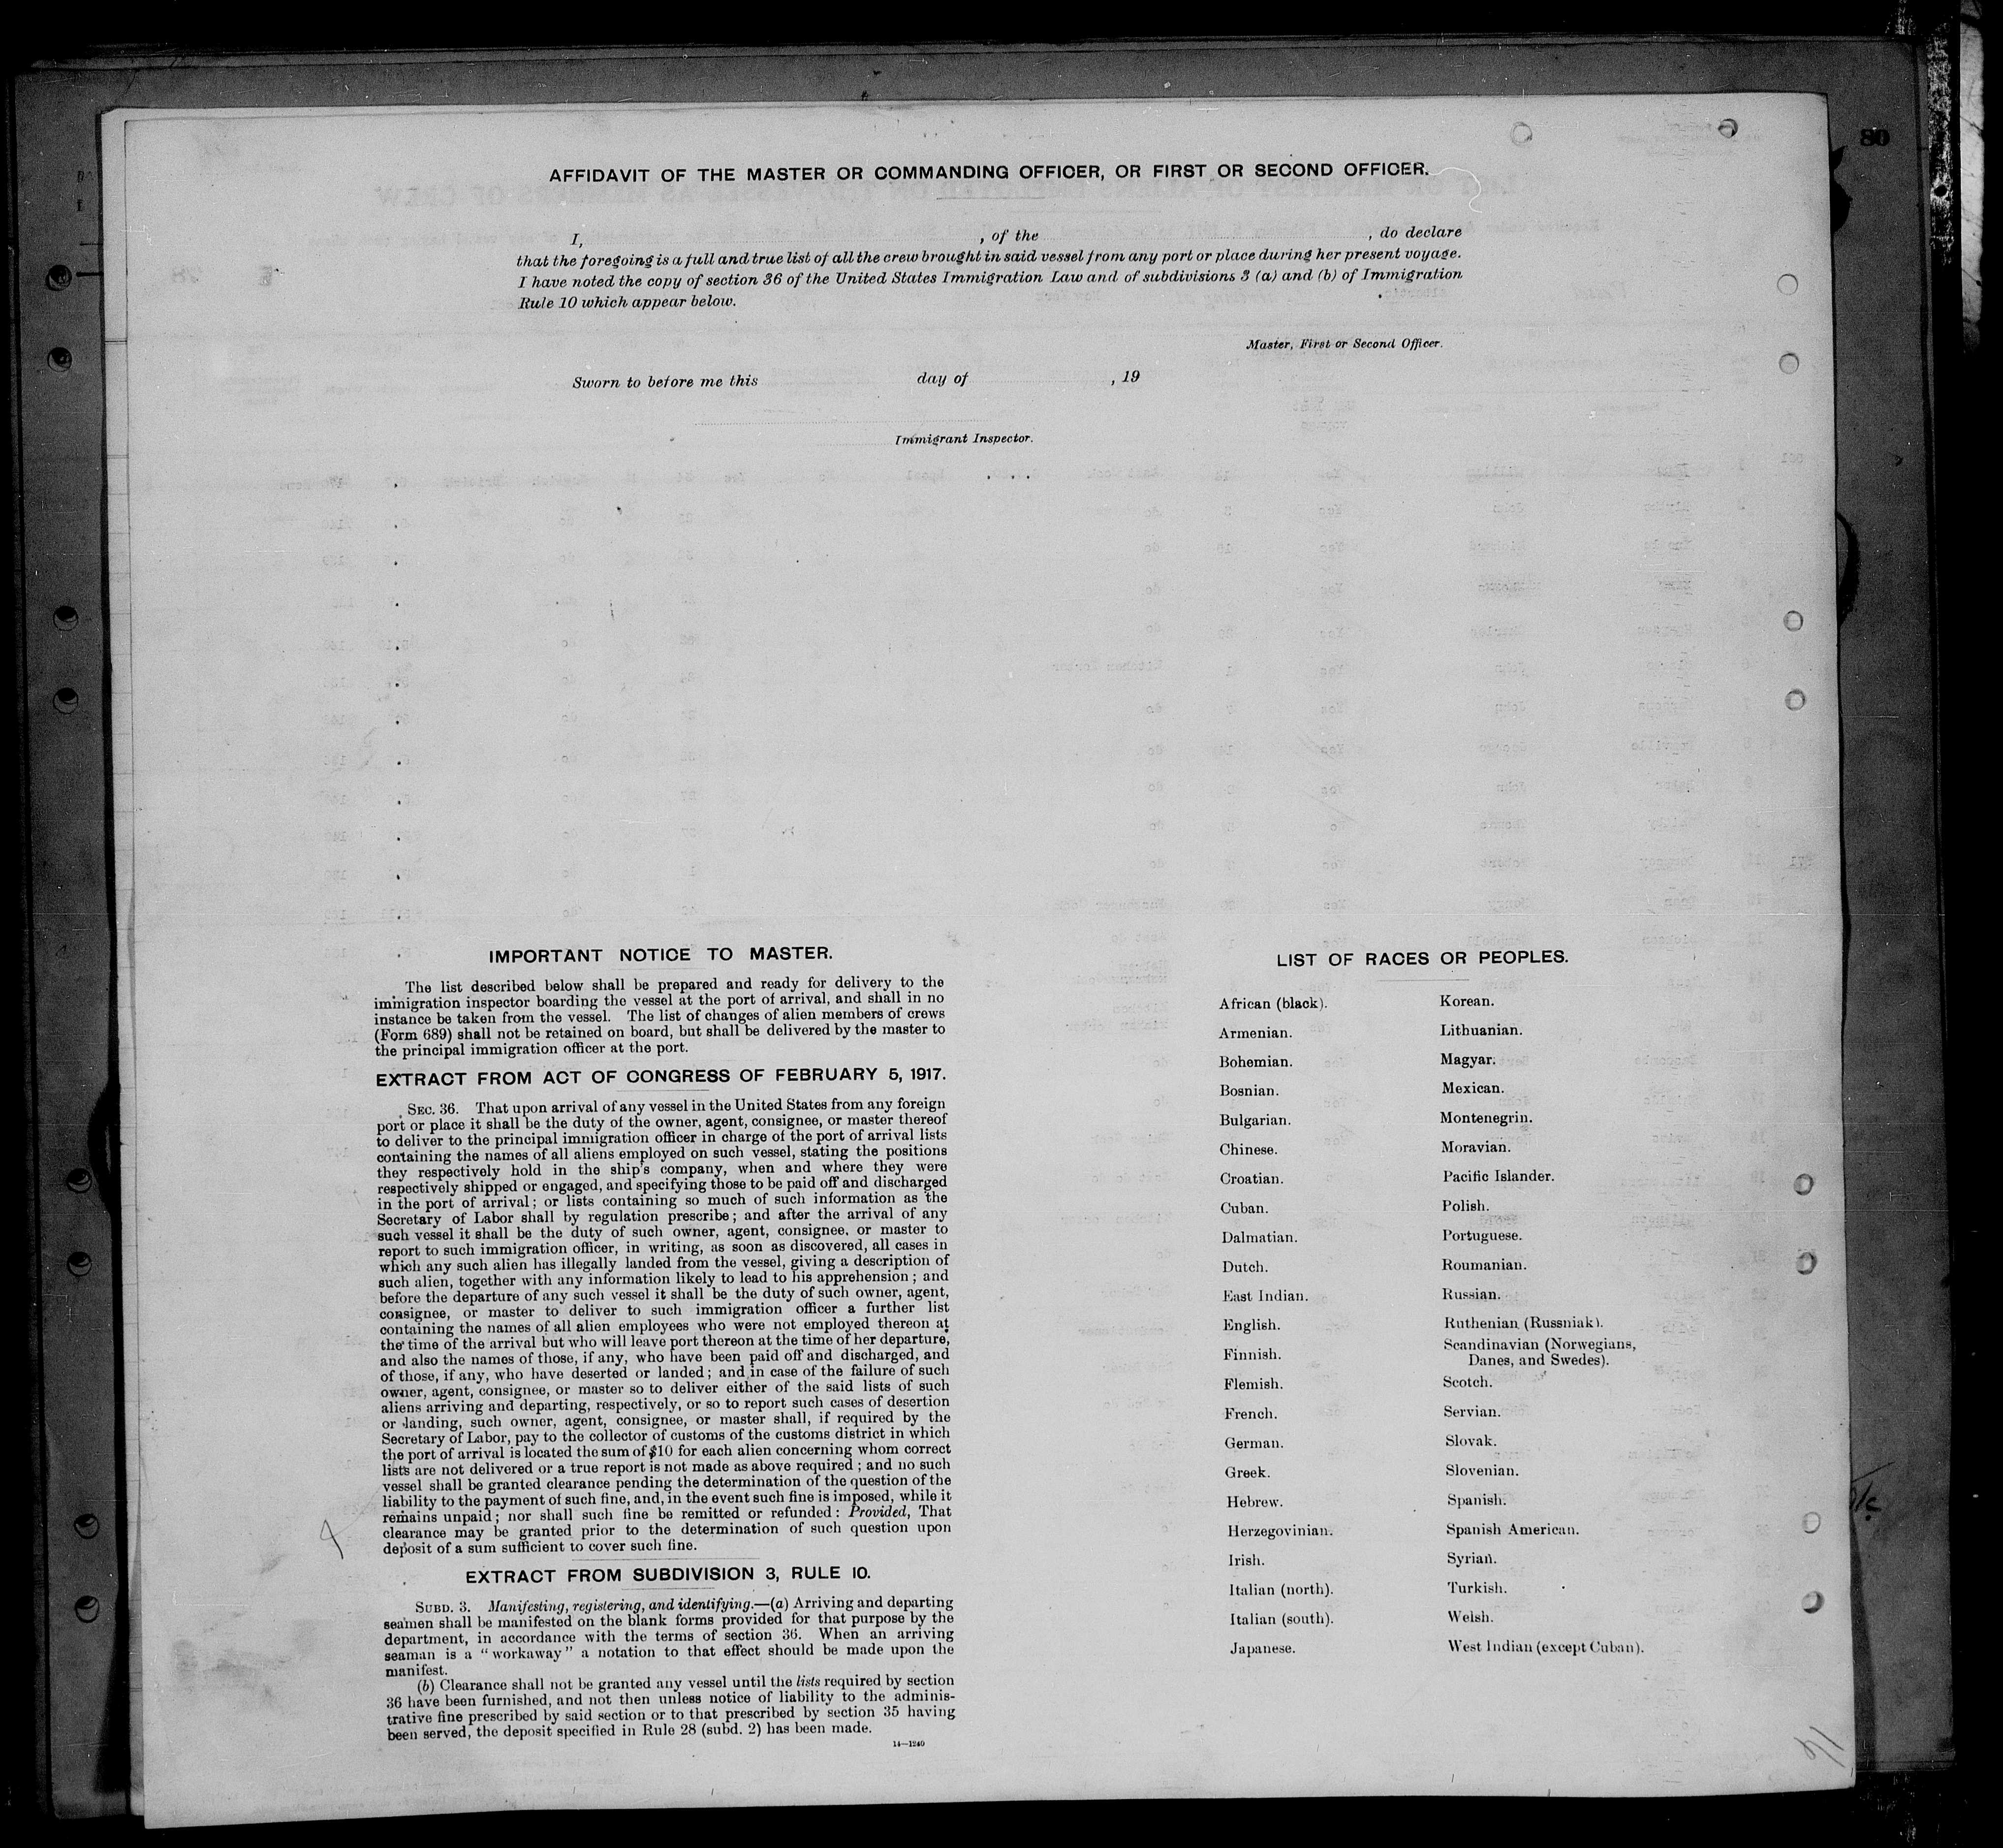 80
AFFIDAVIT OF THE MASTER OR COMMANDING OFFICER, OR FIRST OR SECOND OFFICER.
I, , of the , do declare
that the foregoing is a full and true list of all the crew brought in said vessel from any port or place during her present voyage.
I have noted the copy of section 36 of the United States Immigration Law and of subdivisions 3 (a) and (b) of Immigration
Rule 10 which appear below.
Master, First or Second Officer.
Sworn to before me this day of , 19
Immigrant Inspector.
IMPORTANT NOTICE TO MASTER.
The list described below shall be prepared and ready for delivery to the
immigration inspector boarding the vessel at the port of arrival, and shall in no
instance be taken from the vessel. The list of changes of alien members of crews
(Form 689) shall not be retained on board, but shall be delivered by the master to
the principal immigration officer at the port.
EXTRACT FROM ACT OF CONGRESS OF FEBRUARY 5, 1917.
SEC. 36. That upon arrival of any vessel in the United States from any foreign
port or place it shall be the duty of the owner, agent, consignee, or master thereof
to deliver to the principal immigration officer in charge of the port of arrival lists
containing the names of all aliens employed on such vessel, stating the positions
they respectively hold in the ship's company, when and where they were
respectively shipped or engaged, and specifying those to be paid off and discharged
in the port of arrival; or lists containing so much of such information as the
Secretary of Labor shall by regulation prescribe; and after the arrival of any
such vessel it shall be the duty of such owner, agent, consignee, or master to
report to such immigration officer, in writing, as soon as discovered, all cases in
which any such alien has illegally landed from the vessel, giving a description of
such alien, together with any information likely to lead to his apprehension; and
before the departure of any such vessel it shall be the duty of such owner, agent,
consignee, or master to deliver to such immigration officer a further list
containing the names of all alien employees who were not employed thereon at
the time of the arrival but who will leave port thereon at the time of her departure,
and also the names of those, if any, who have been paid off and discharged, and
of those, if any, who have deserted or landed; and in case of the failure of such
owner, agent, consignee, or master so to deliver either of the said lists of such
aliens arriving and departing, respectively, or so to report such cases of desertion
or landing, such owner, agent, consignee, or master shall, if required by the
Secretary of Labor, pay to the collector of customs of the customs district in which
the port of arrival is located the sum of $10 for each alien concerning whom correct
lists are not delivered or a true report is not made as above required; and no such
vessel shall be granted clearance pending the determination of the question of the
liability to the payment of such fine, and, in the event such fine is imposed, while it
remains unpaid; nor shall such fine be remitted or refunded: Provided, That
clearance may be granted prior to the determination of such question upon
deposit of a sum sufficient to cover such fine.
EXTRACT FROM SUBDIVISION 3, RULE 10.
SUBD. 3. Manifesting, registering, and identifying.—(a) Arriving and departing
seamen shall be manifested on the blank forms provided for that purpose by the
department, in accordance with the terms of section 36. When an arriving
seaman is a "workaway" a notation to that effect should be made upon the
manifest.
(b) Clearance shall not be granted any vessel until the lists required by section
36 have been furnished, and not then unless notice of liability to the adminis-
trative fine prescribed by said section or to that prescribed by section 35 having
been served, the deposit specified in Rule 28 (subd. 2) has been made.
14—1240
LIST OF RACES OR PEOPLES.
African (black).
Armenian.
Bohemian.
Bosnian.
Bulgarian.
Chinese.
Croatian.
Cuban.
Dalmatian.
Dutch.
East Indian.
English.
Finnish.
Flemish.
French.
German.
Greek.
Hebrew.
Herzegovinian.
Irish.
Italian (north).
Italian (south).
Japanese.
Korean.
Lithuanian.
Magyar.
Mexican.
Montenegrin.
Moravian.
Pacific Islander.
Polish.
Portuguese.
Roumanian.
Russian.
Ruthenian (Russniak).
Scandinavian (Norwegians,
Danes, and Swedes).
Scotch.
Servian.
Slovak.
Slovenian.
Spanish.
Spanish American.
Syrian.
Turkish.
Welsh.
West Indian (except Cuban).